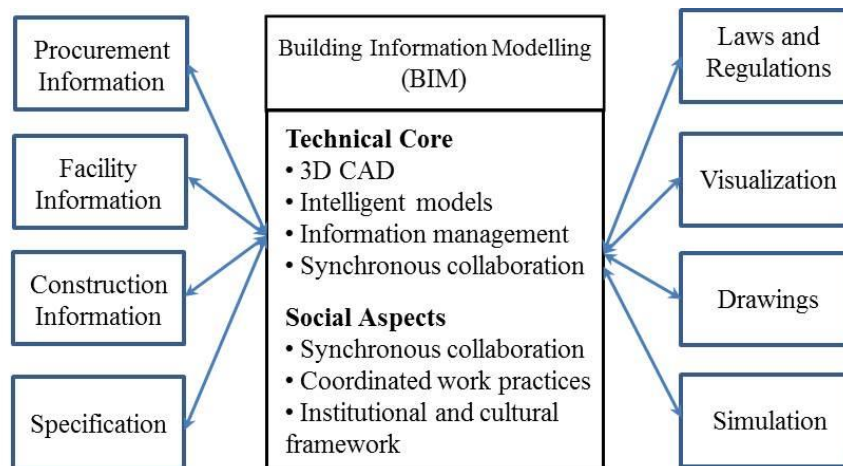 Procurement
Information
Facility
Information
Construction
Information
Specification
Building Information Modelling
(BIM)
Technical Core
• 3D CAD
• Intelligent models
• Information management
• Synchronous collaboration
Social Aspects
• Synchronous collaboration
• Coordinated work practices
• Institutional and cultural
framework
Laws and
Regulations
Visualization
Drawings
Simulation